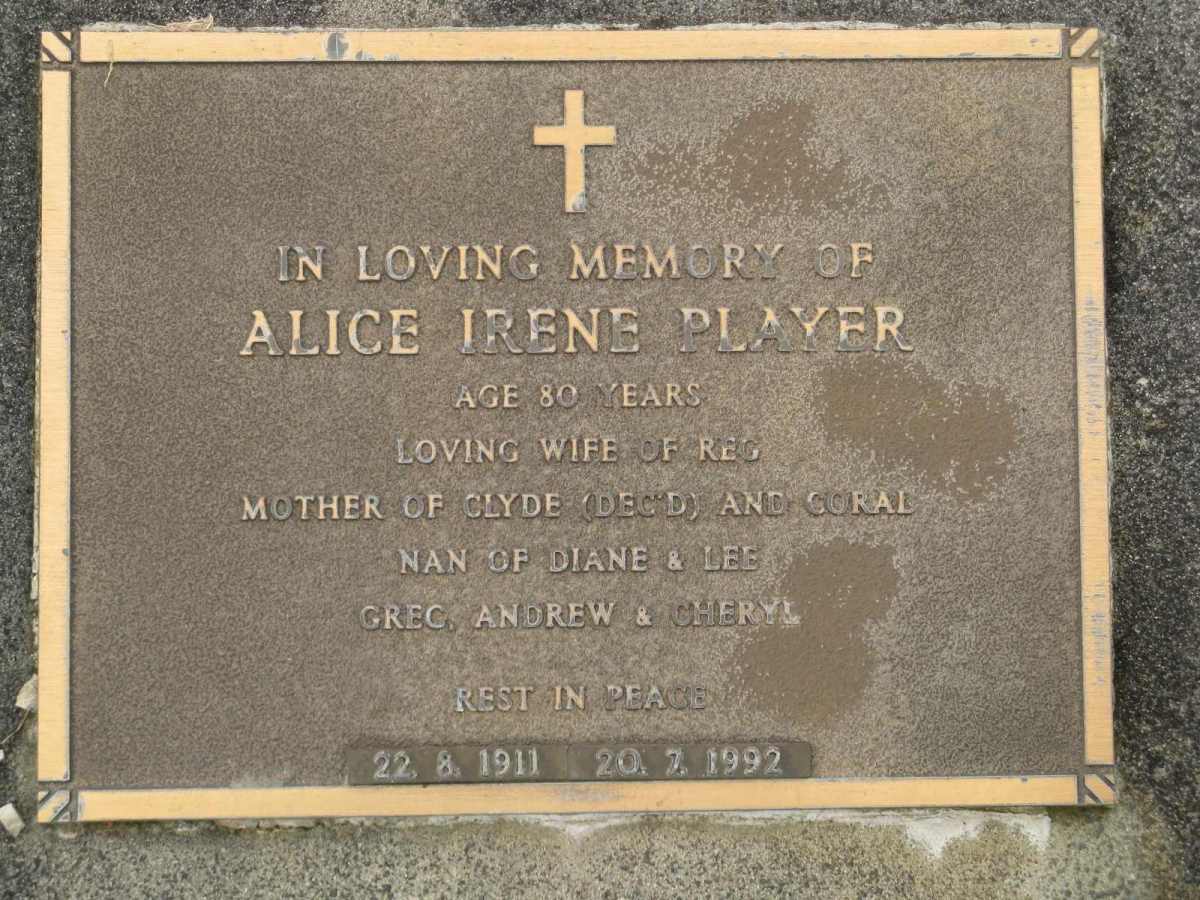 IN LOVING MEMORY OF
ALICE IRENE PLAYER
AGE 80 YEARS
LOVING WIFE OF REG
MOTHER OF CLYDE (DEC'D) AND CORAL
NAN OF DIANE & LEE
GREG, ANDREW & CHERYL
REST IN PEACE
22. 8. 1911 20. 7. 1992